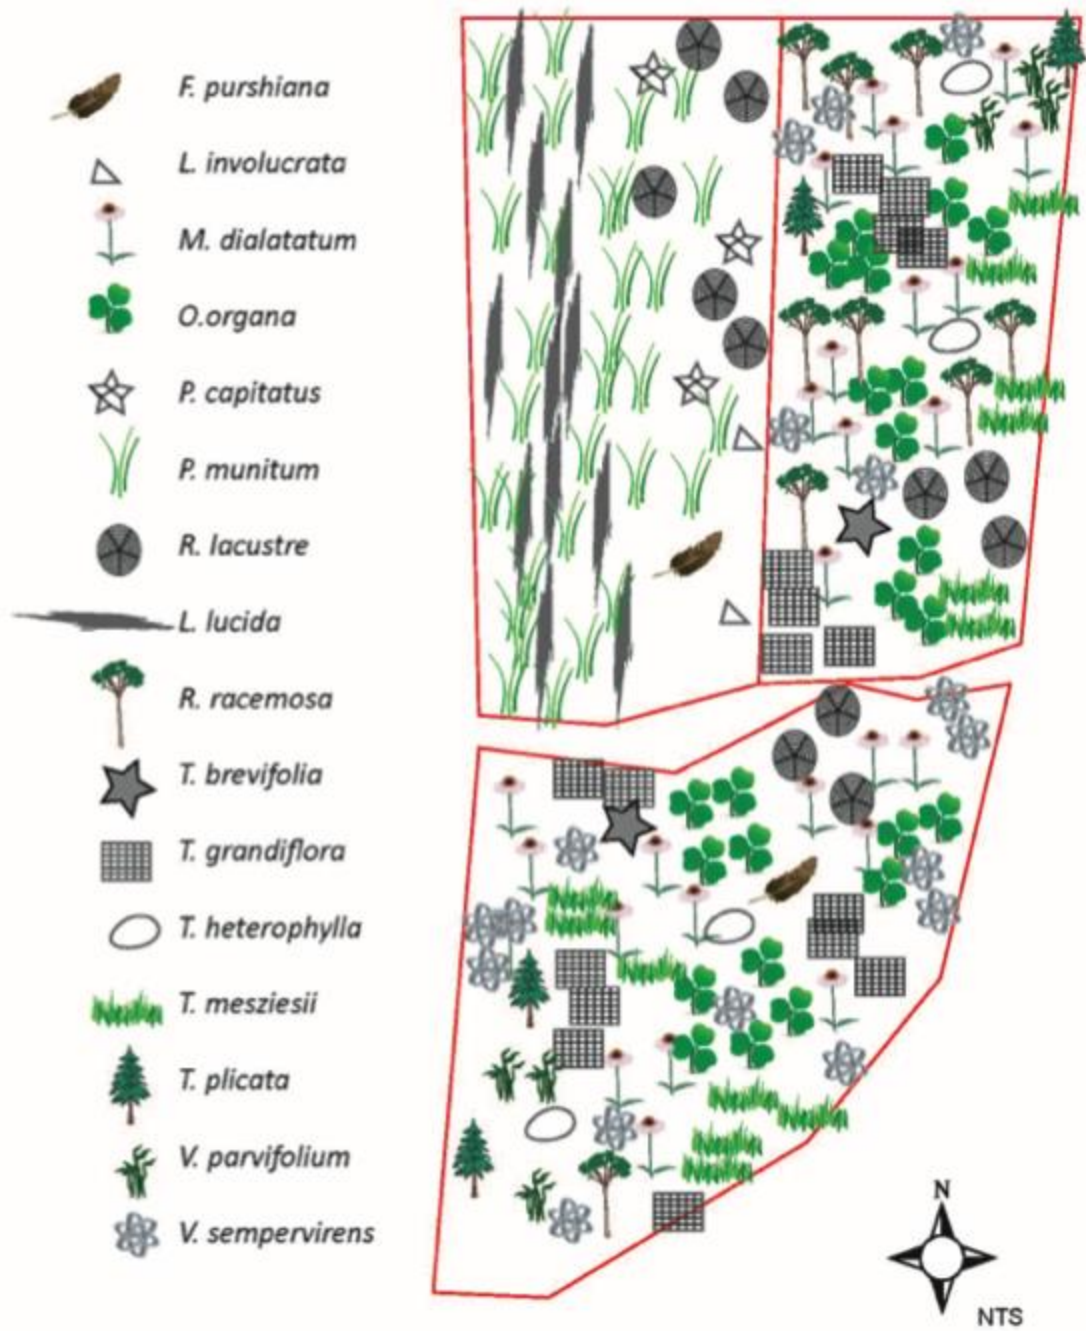 F. purshiana
L. involucrata
M. dialatatum
O.organa
P. capitatus
P. munitum
R. lacustre
L. lucida
R. racemosa
T. brevifolia
T. grandiflora
T. heterophylla
T. mesziesii
T. plicata
V. parvifolium
V. sempervirens
N
NTS